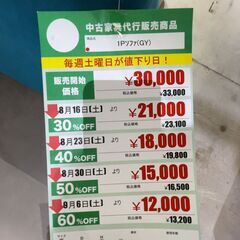 中古家具代行販売商品
商品名
1Pソファ(GY)
毎週土曜日が値下り日！
販売開始価格 ¥30,000
税込価格 ¥33,000
8月16日(土)より ¥21,000
30%OFF 税込価格 ¥23,100
8月23日(土)より ¥18,000
40%OFF 税込価格 ¥19,800
8月30日(土)より ¥15,000
50%OFF 税込価格 ¥16,500
8月6日(土)より ¥12,000
60%OFF 税込価格 ¥13,200